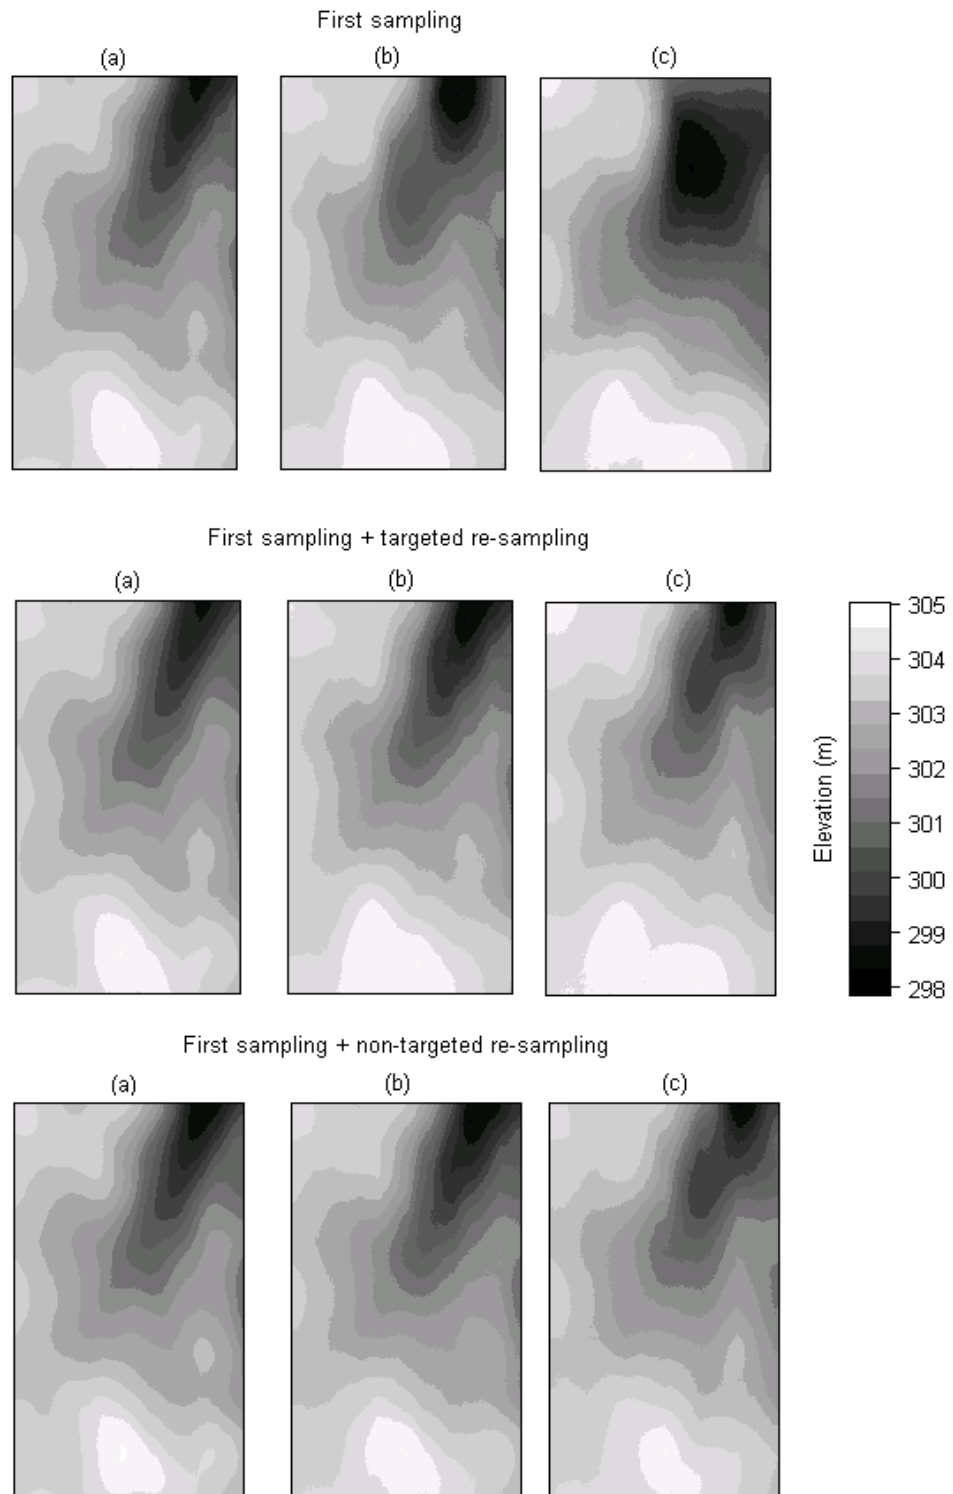 First sampling
(a) (b) (c)
First sampling + targeted re-sampling
(a) (b) (c)
305
304
303
302
301
300
299
298
Elevation (m)
First sampling + non-targeted re-sampling
(a) (b) (c)